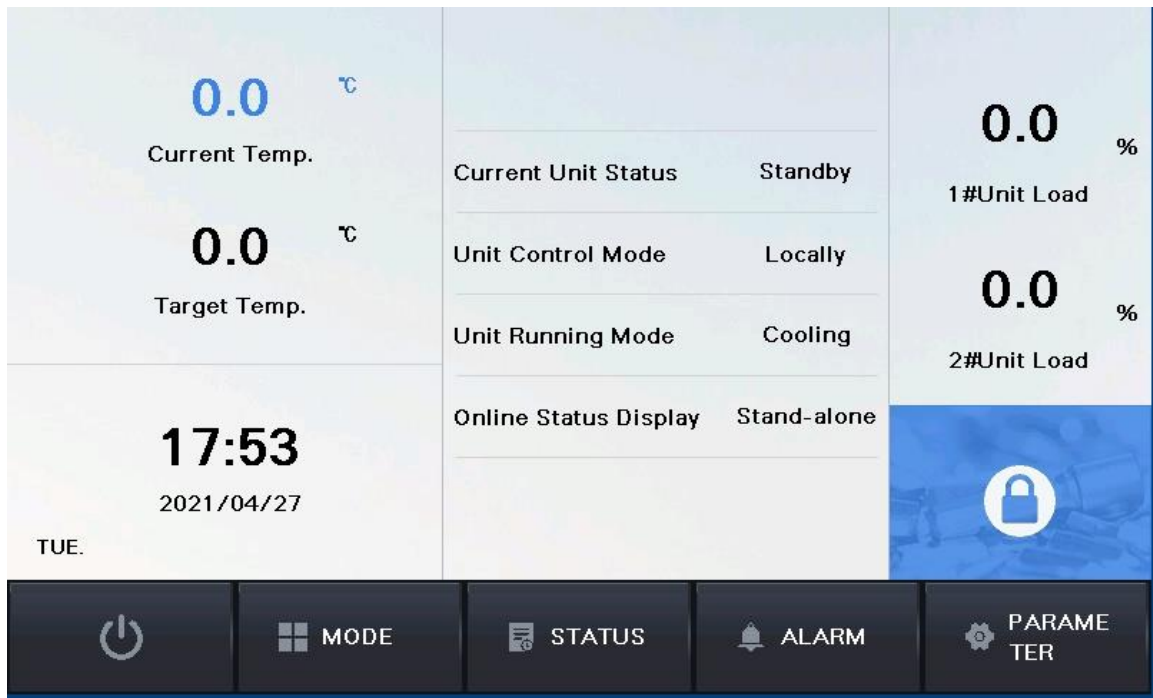 0.0 ℃
Current Temp.
0.0 ℃
Target Temp.
17:53
2021/04/27
TUE.
Current Unit Status Standby
Unit Control Mode Locally
Unit Running Mode Cooling
Online Status Display Stand-alone
0.0 %
1#Unit Load
0.0 %
2#Unit Load
MODE
STATUS
ALARM
PARAME
TER